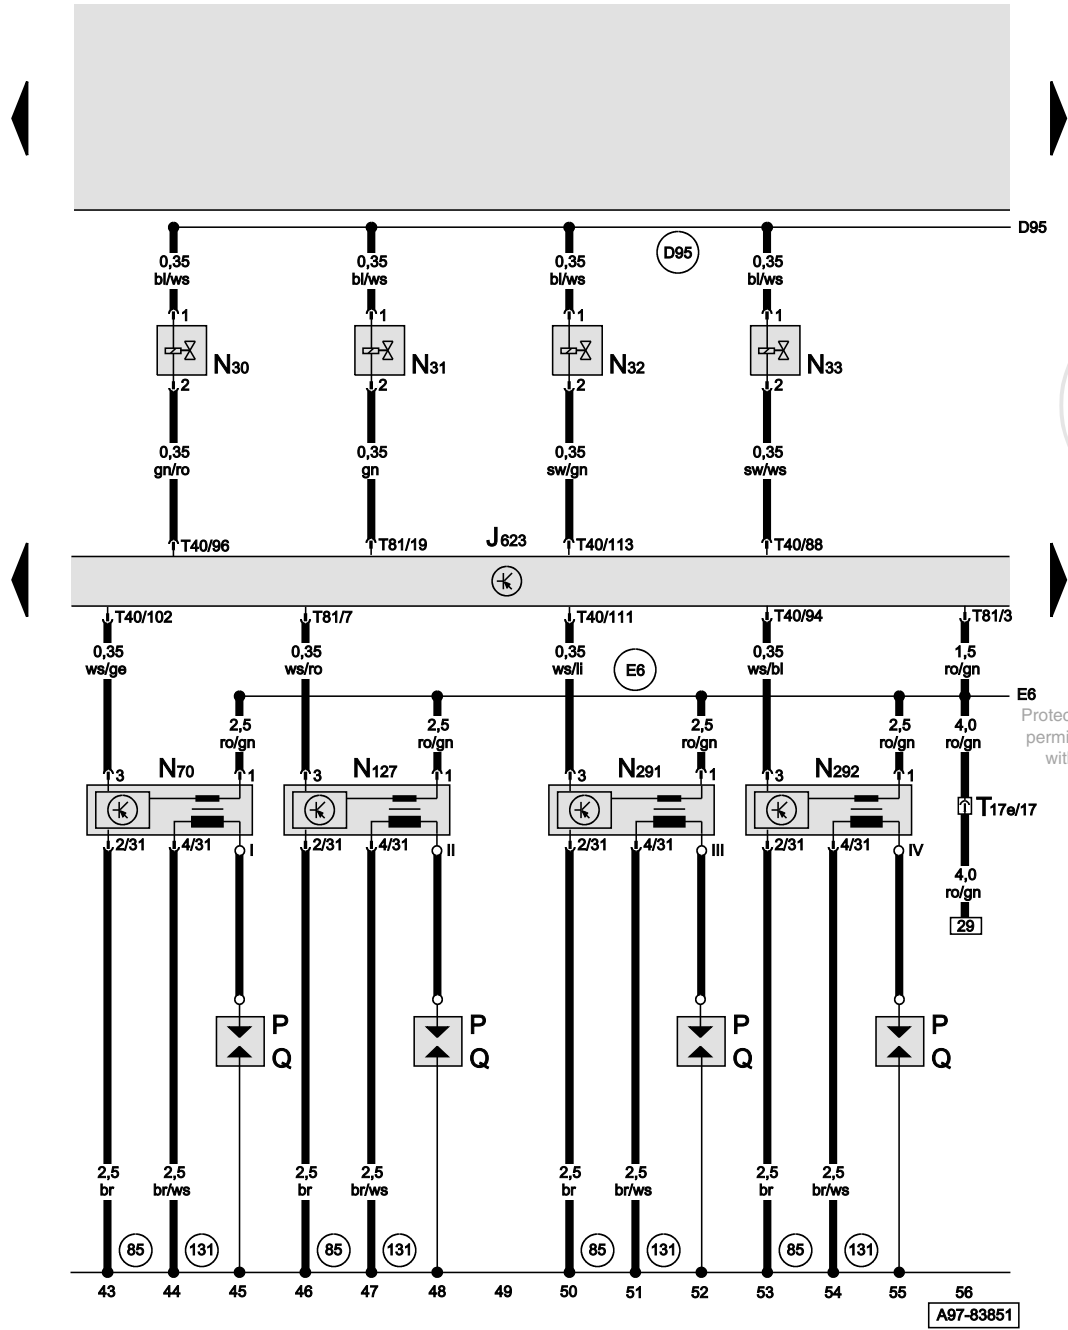 D95
D95
0,35 0,35 0,35 0,35
bl/ws bl/ws bl/ws bl/ws
1 1 1 1
N30 N31 N32 N33
2 2 2 2
0,35 0,35 0,35 0,35
gn/ro gn sw/gn sw/ws
J623
T40/96 T81/19 T40/113 T40/88
T40/102 T81/7 T40/111 T40/94 T81/3
0,35 0,35 0,35 0,35 1,5
ws/ge ws/ro ws/li ws/bl ro/gn
E6
E6
Protec
2,5 2,5 2,5 2,5 4,0
ro/gn ro/gn ro/gn ro/gn ro/gn
permi
wit
N70 N127 N291 N292
3 1 3 1 3 1 3 1
T17e/17
2/31 4/31 I 2/31 4/31 II 2/31 4/31 III 2/31 4/31 IV
4,0
ro/gn
29
P P P P
Q Q Q Q
2,5 2,5 2,5 2,5 2,5 2,5 2,5 2,5
br br/ws br br/ws br br/ws br br/ws
85 131 85 131 85 131 85 131
43 44 45 46 47 48 49 50 51 52 53 54 55 56
A97-83851